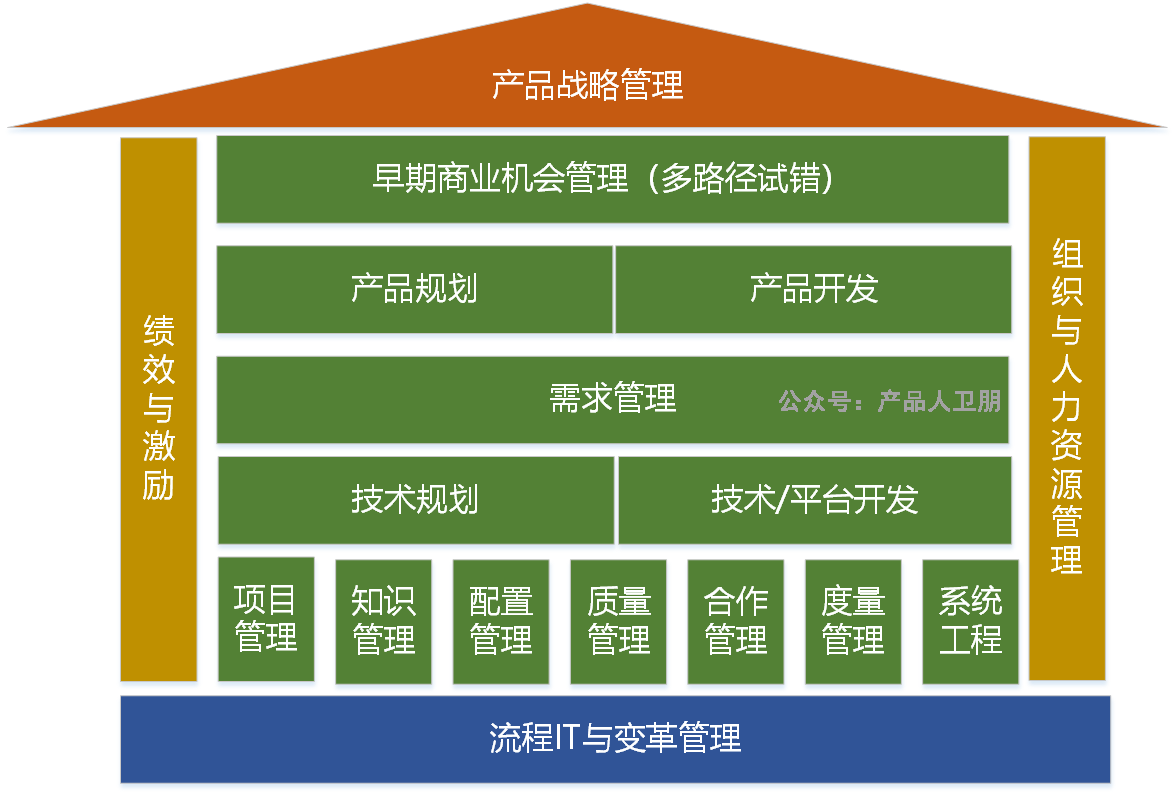 产品战略管理
早期商业机会管理（多路径试错）
产品规划
产品开发
需求管理
公众号：产品人卫朋
技术规划
技术/平台开发
项目
管理
知识
管理
配置
管理
质量
管理
合作
管理
度量
管理
系统
工程
绩效与激励
组织与人力资源管理
流程IT与变革管理